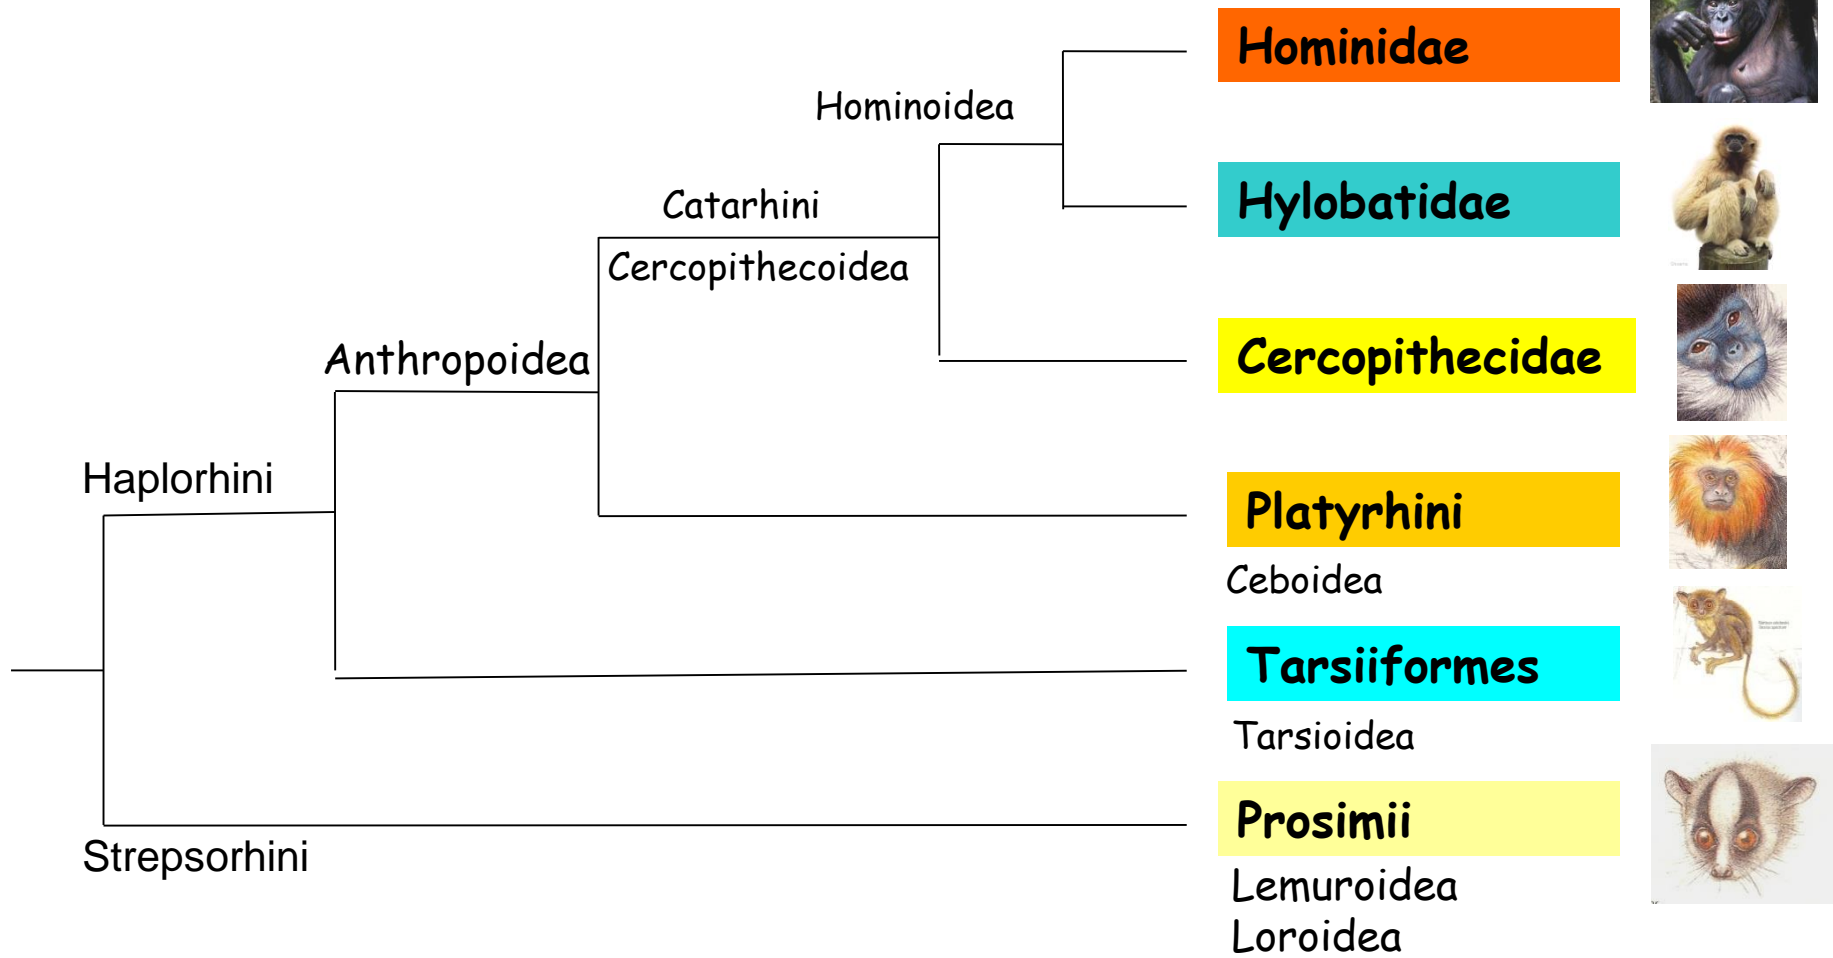 Hominidae
Hominoidea
Hylobatidae
Catarhini
Cercopithecoidea
Cercopithecidae
Anthropoidea
Haplorhini
Platyrhini
Ceboidea
Tarsiiformes
Tarsioidea
Prosimii
Strepsorhini
Lemuroidea
Loroidea